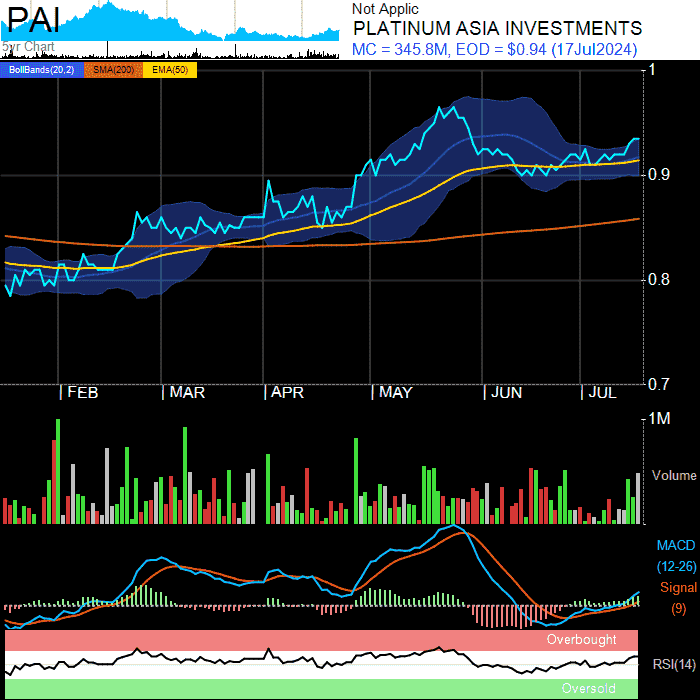 PAI
5yr Chart
Not Applic
PLATINUM ASIA INVESTMENTS
MC = 345.8M, EOD = $0.94 (17Jul2024)
BollBands(20,2) SMA(200) EMA(50)
1
0.9
0.8
0.7
FEB MAR APR MAY JUN JUL
1M
Volume
MACD
(12-26)
Signal
(9)
Overbought
RSI(14)
Oversold